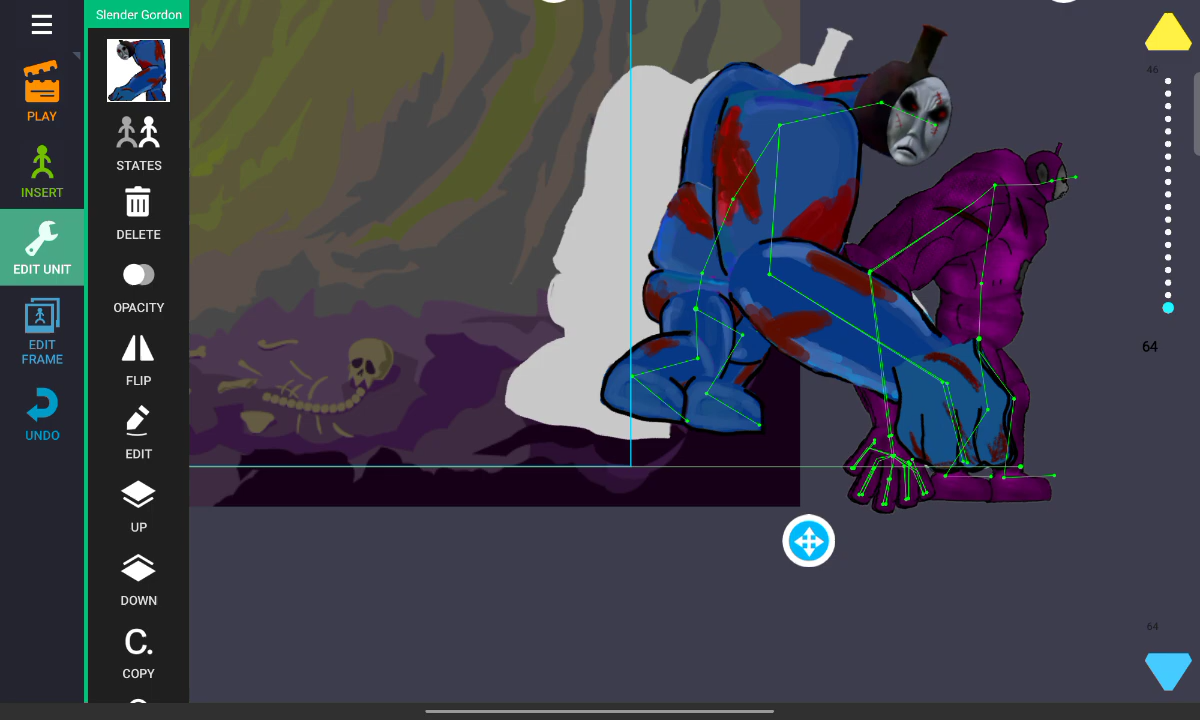 Slender Gordon
PLAY
INSERT
EDIT UNIT
EDIT
FRAME
UNDO
STATES
DELETE
OPACITY
FLIP
EDIT
UP
DOWN
C.
COPY
46
64
64